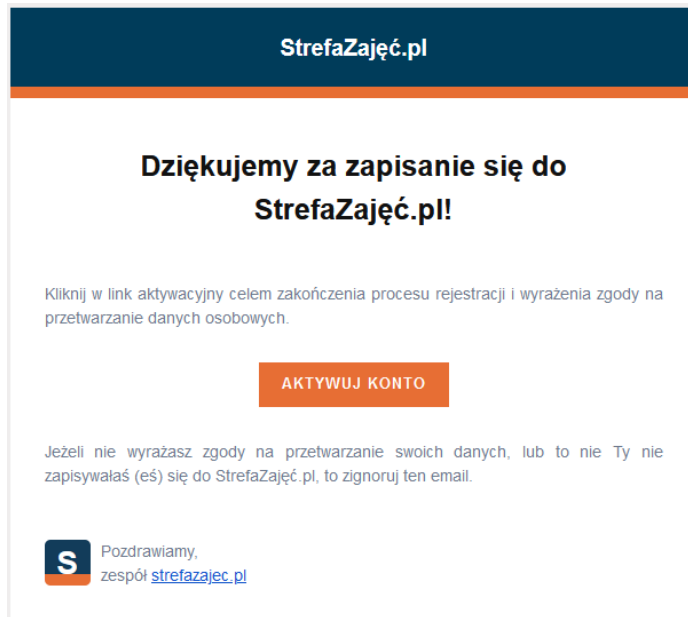 StrefaZajęć.pl
Dziękujemy za zapisanie się do
StrefaZajęć.pl!
Kliknij w link aktywacyjny celem zakończenia procesu rejestracji i wyrażenia zgody na
przetwarzanie danych osobowych.
AKTYWUJ KONTO
Jeżeli nie wyrażasz zgody na przetwarzanie swoich danych, lub to nie Ty nie
zapisywałaś (eś) się do StrefaZajęć.pl, to zignoruj ten email.
S
Pozdrawiamy,
zespół strefazajec.pl